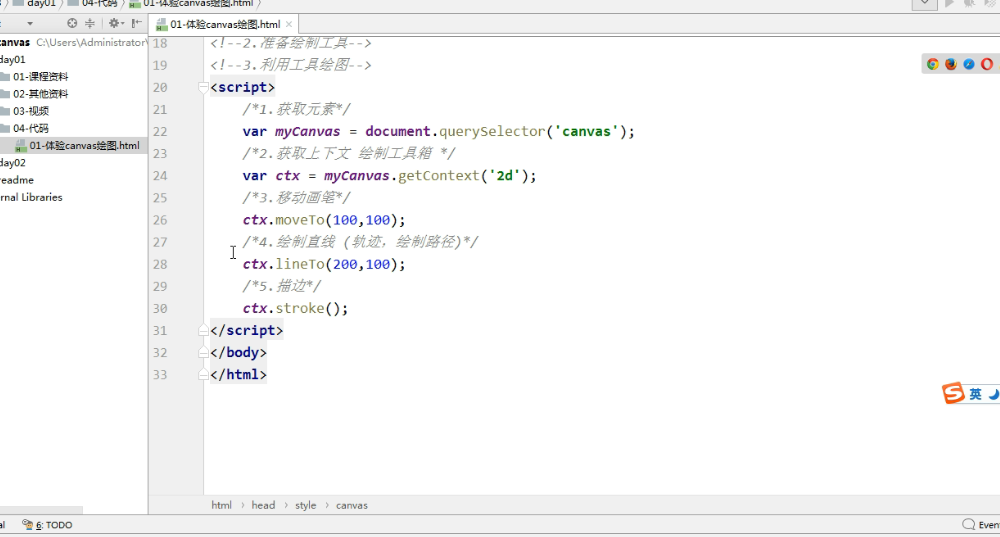 day01 04-代码 01-体验canvas绘图.html
01-体验canvas绘图.html
canvas C:\Users\Administrator\
day01
01-课程资料
02-其他资料
03-视频
04-代码
01-体验canvas绘图.html
day02
readme
rnal Libraries
18 <!--2.准备绘制工具-->
19 <!--3.利用工具绘图-->
20 <script>
21 /*1.获取元素*/
22 var myCanvas = document.querySelector('canvas');
23 /*2.获取上下文 绘制工具箱 */
24 var ctx = myCanvas.getContext('2d');
25 /*3.移动画笔*/
26 ctx.moveTo(100,100);
27 /*4.绘制直线 (轨迹，绘制路径)*/
28 ctx.lineTo(200,100);
29 /*5.描边*/
30 ctx.stroke();
31 </script>
32 </body>
33 </html>
英
html head style canvas
6: TODO
Even